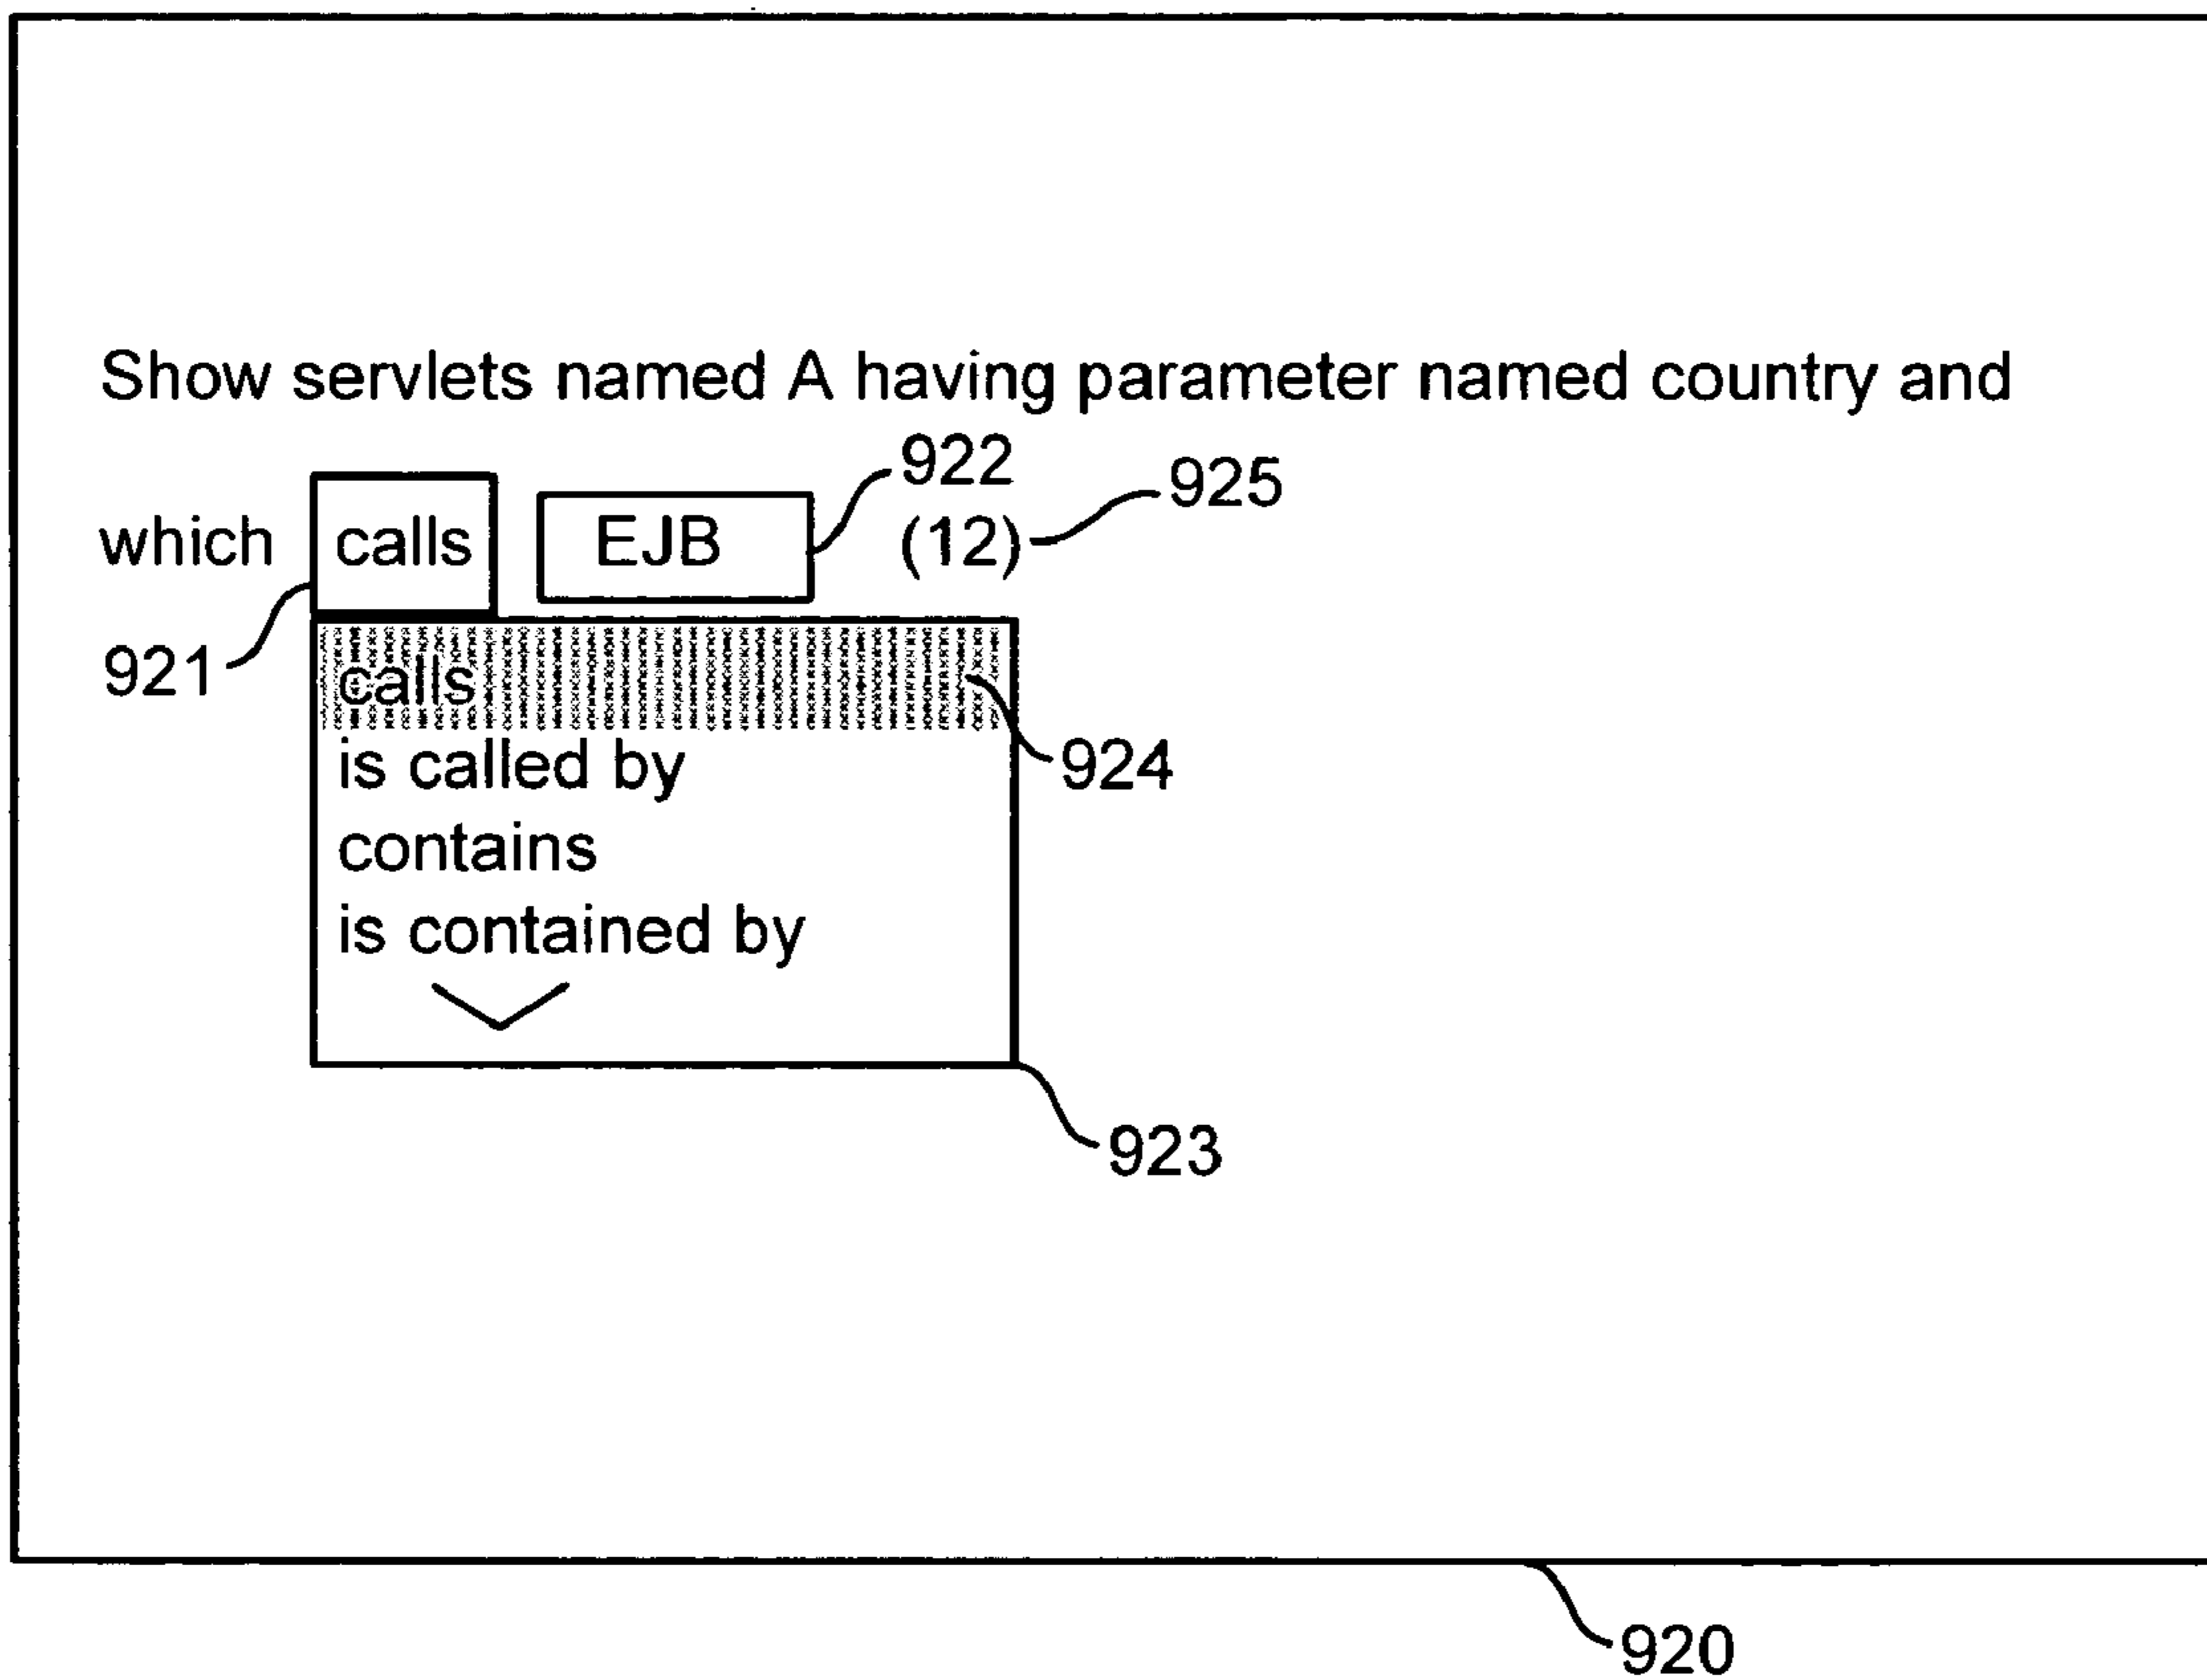 Show servlets named A having parameter named country and
922
925
which calls EJB (12)
921
calls
924
is called by
contains
is contained by
923
920